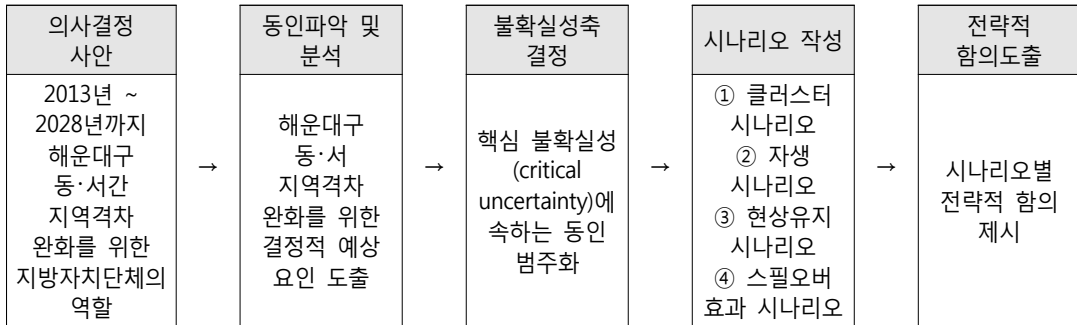 의사결정
사안
2013년 ~
2028년까지
해운대구
동·서간
지역격차
완화를 위한
지방자치단체의
역할
→
동인파악 및
분석
해운대구
동·서
지역격차
완화를 위한
결정적 예상
요인 도출
→
불확실성축
결정
핵심 불확실성
(critical
uncertainty)에
속하는 동인
범주화
→
시나리오 작성
① 클러스터
시나리오
② 자생
시나리오
③ 현상유지
시나리오
④ 스필오버
효과 시나리오
→
전략적
함의도출
시나리오별
전략적 함의
제시